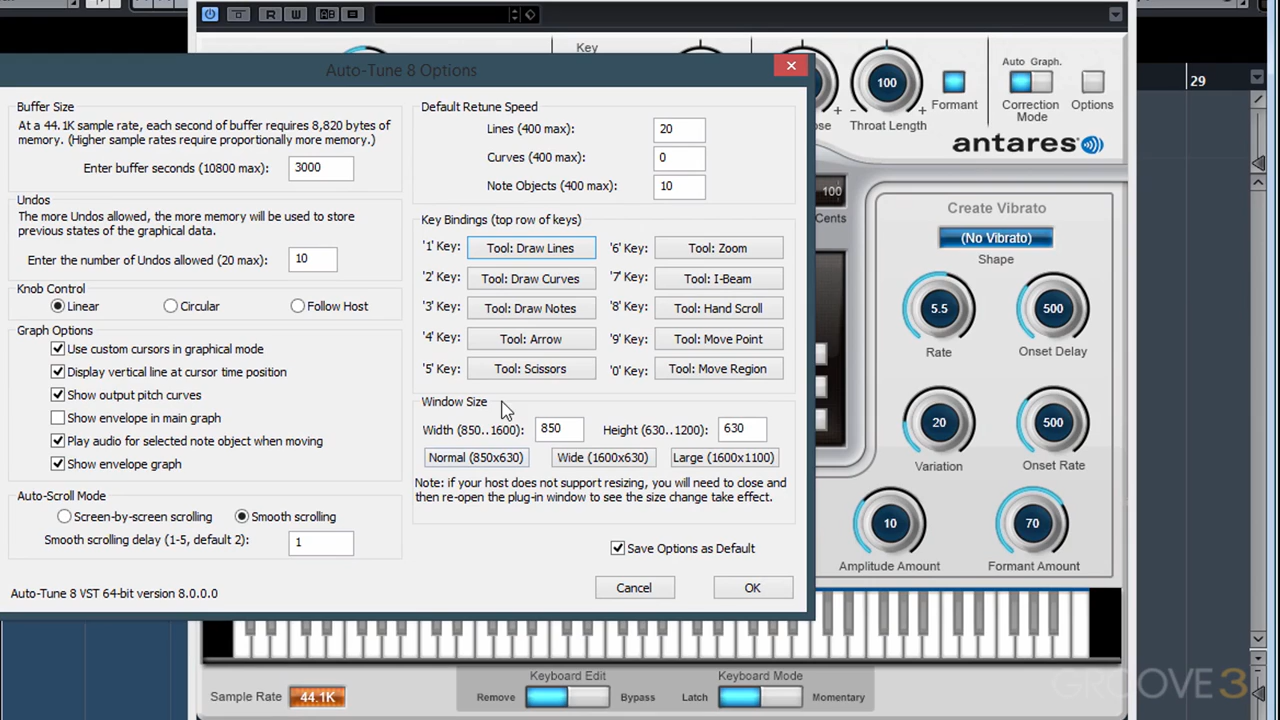 R W AB
Key
29
Auto-Tune 8 Options
Buffer Size
At a 44.1K sample rate, each second of buffer requires 8,820 bytes of
memory. (Higher sample rates require proportionally more memory.)
Enter buffer seconds (10800 max): 3000
Undos
The more Undos allowed, the more memory will be used to store
previous states of the graphical data.
Enter the number of Undos allowed (20 max): 10
Knob Control
Linear Circular Follow Host
Graph Options
Use custom cursors in graphical mode
Display vertical line at cursor time position
Show output pitch curves
Show envelope in main graph
Play audio for selected note object when moving
Show envelope graph
Auto-Scroll Mode
Screen-by-screen scrolling Smooth scrolling
Smooth scrolling delay (1-5, default 2): 1
Auto-Tune 8 VST 64-bit version 8.0.0.0
Default Retune Speed
Lines (400 max): 20
Curves (400 max): 0
Note Objects (400 max): 10
Key Bindings (top row of keys)
'1' Key: Tool: Draw Lines '6' Key: Tool: Zoom
'2' Key: Tool: Draw Curves '7' Key: Tool: I-Beam
'3' Key: Tool: Draw Notes '8' Key: Tool: Hand Scroll
'4' Key: Tool: Arrow '9' Key: Tool: Move Point
'5' Key: Tool: Scissors '0' Key: Tool: Move Region
Window Size
Width (850..1600): 850 Height (630..1200): 630
Normal (850x630) Wide (1600x630) Large (1600x1100)
Note: if your host does not support resizing, you will need to close and
then re-open the plug-in window to see the size change take effect.
Save Options as Default
Cancel OK
100
Throat Length
Formant
Auto Graph.
Correction
Mode
Options
antares
100
Cents
Create Vibrato
(No Vibrato)
Shape
5.5 500
Rate Onset Delay
20 500
Variation Onset Rate
10 70
Amplitude Amount Formant Amount
Sample Rate 44.1K
Keyboard Edit
Remove Bypass
Keyboard Mode
Latch Momentary
GROOVE 3